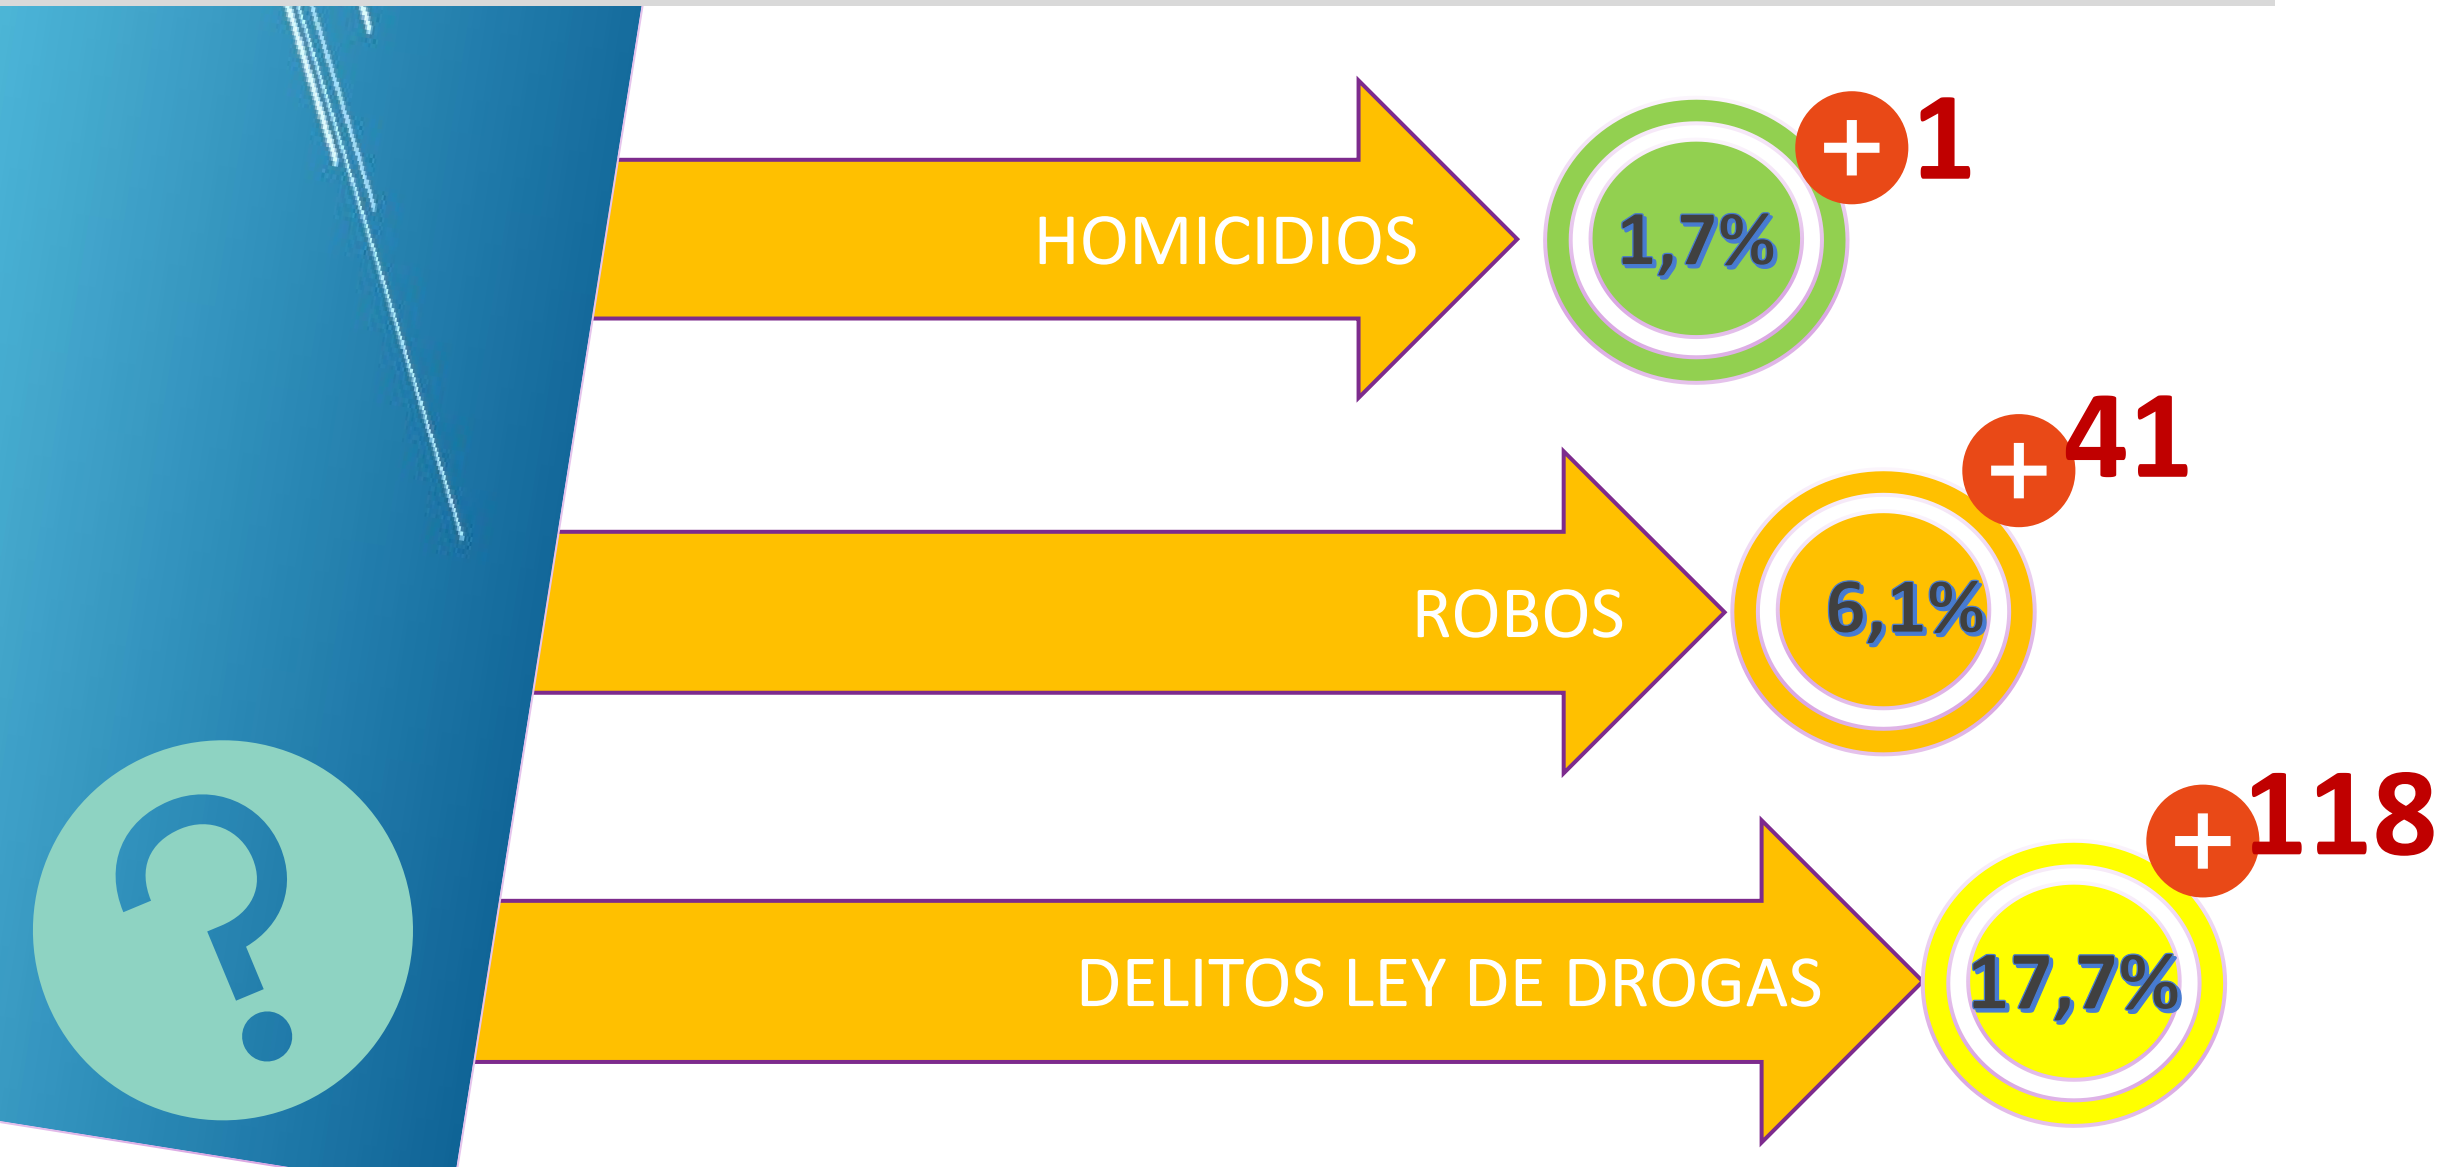 HOMICIDIOS
1,7%
+ 1
ROBOS
6,1%
+ 41
DELITOS LEY DE DROGAS
17,7%
+ 118
?